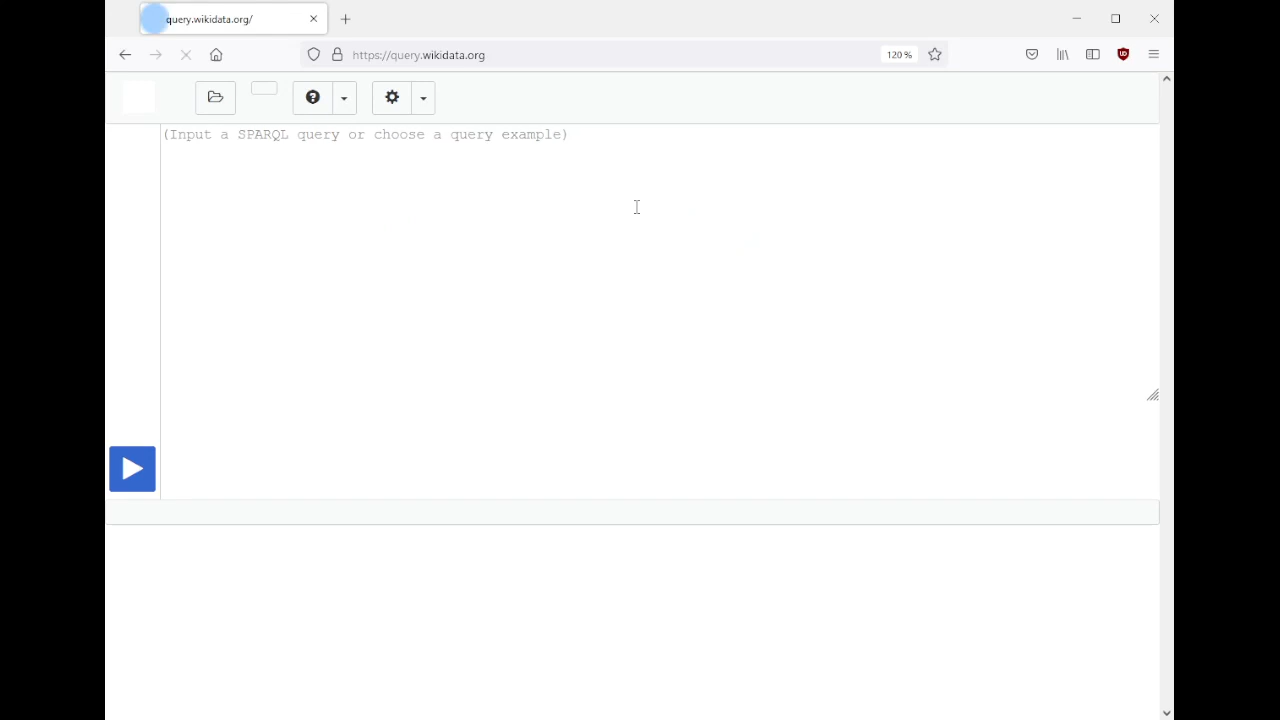 query.wikidata.org/
https://query.wikidata.org
120 %
(Input a SPARQL query or choose a query example)